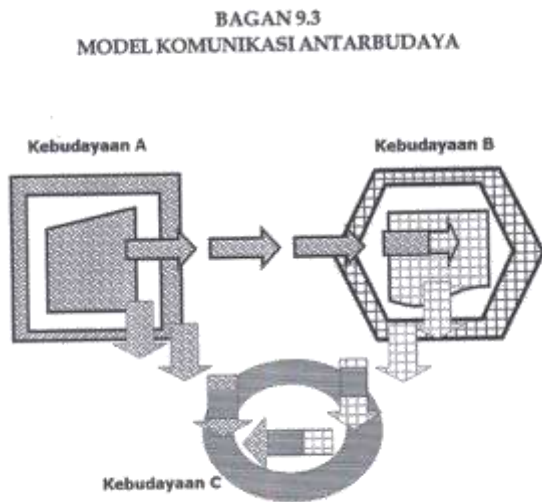 BAGAN 9.3
MODEL KOMUNIKASI ANTARBUDAYA
Kebudayaan A
Kebudayaan B
Kebudayaan C